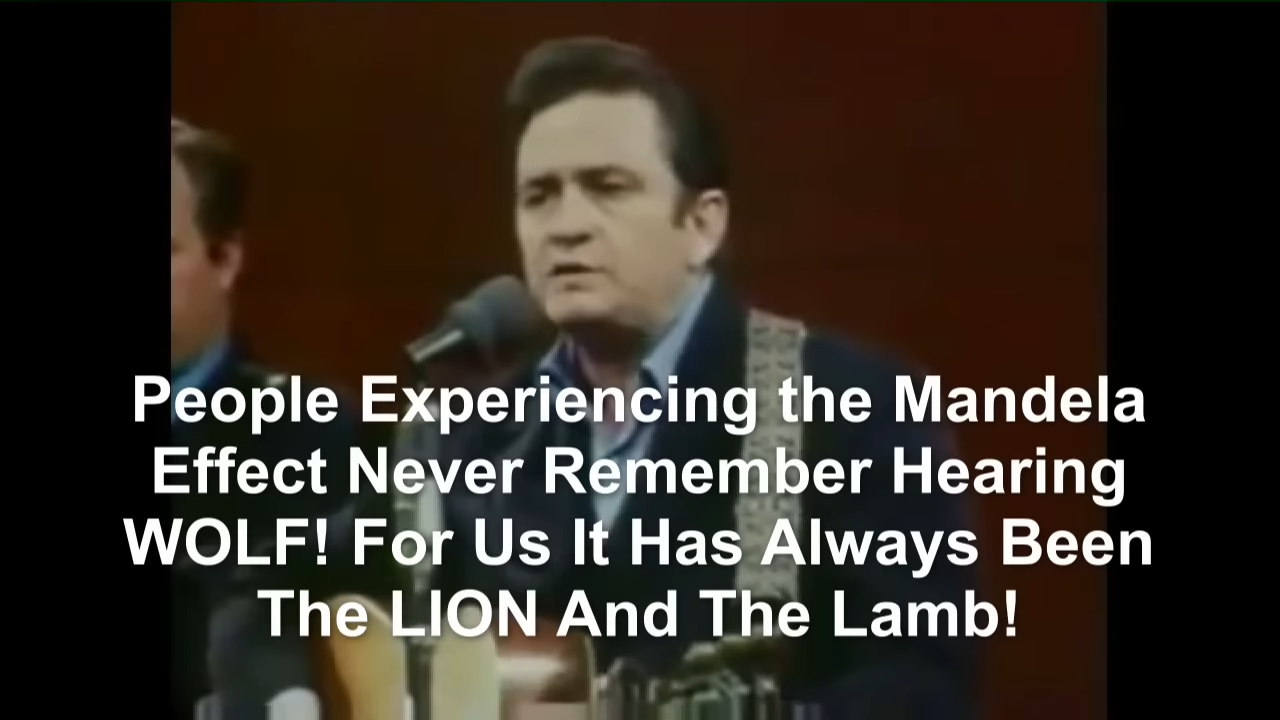 People Experiencing the Mandela
Effect Never Remember Hearing
WOLF! For Us It Has Always Been
The LION And The Lamb!